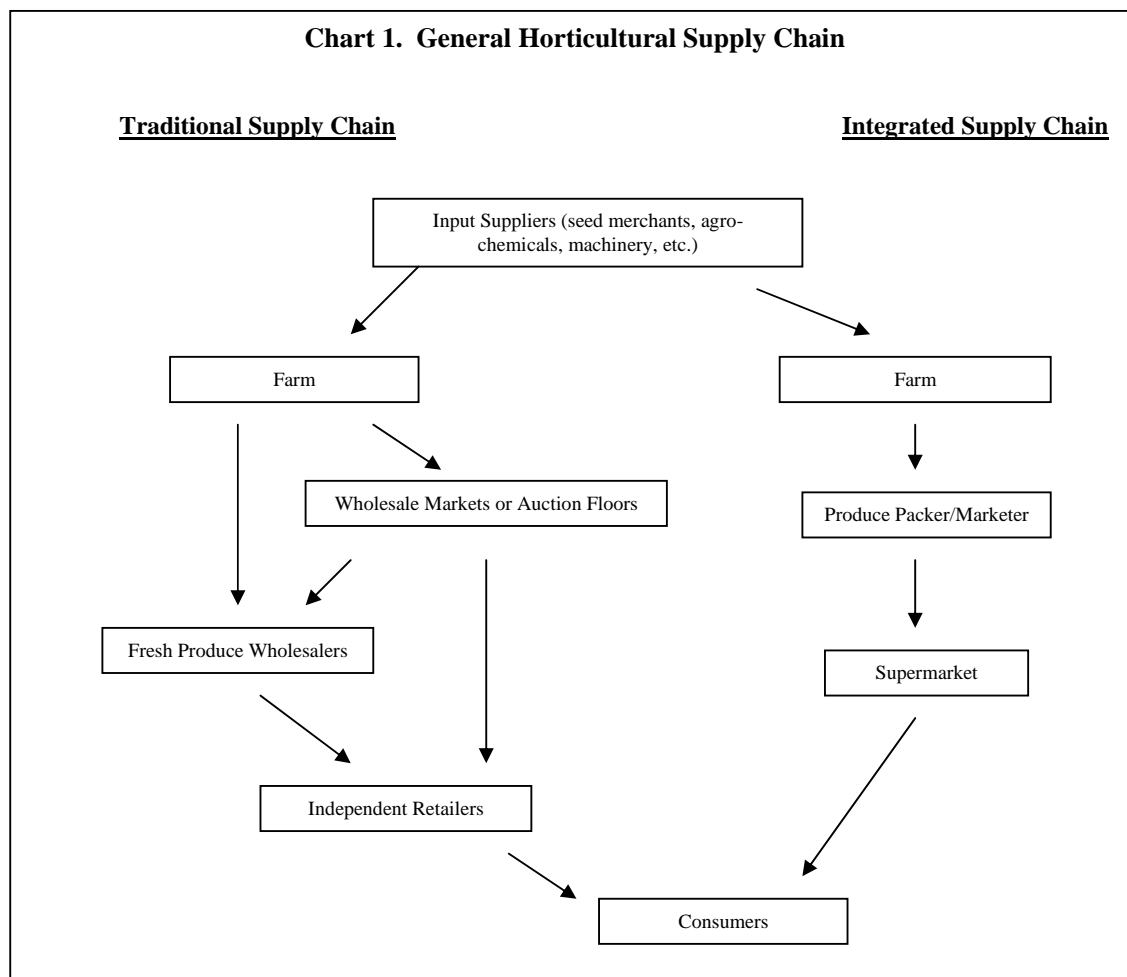 Chart 1.  General Horticultural Supply Chain
Traditional Supply Chain
Integrated Supply Chain
Input Suppliers (seed merchants, agro-
chemicals, machinery, etc.)
Farm
Farm
Wholesale Markets or Auction Floors
Produce Packer/Marketer
Fresh Produce Wholesalers
Supermarket
Independent Retailers
Consumers